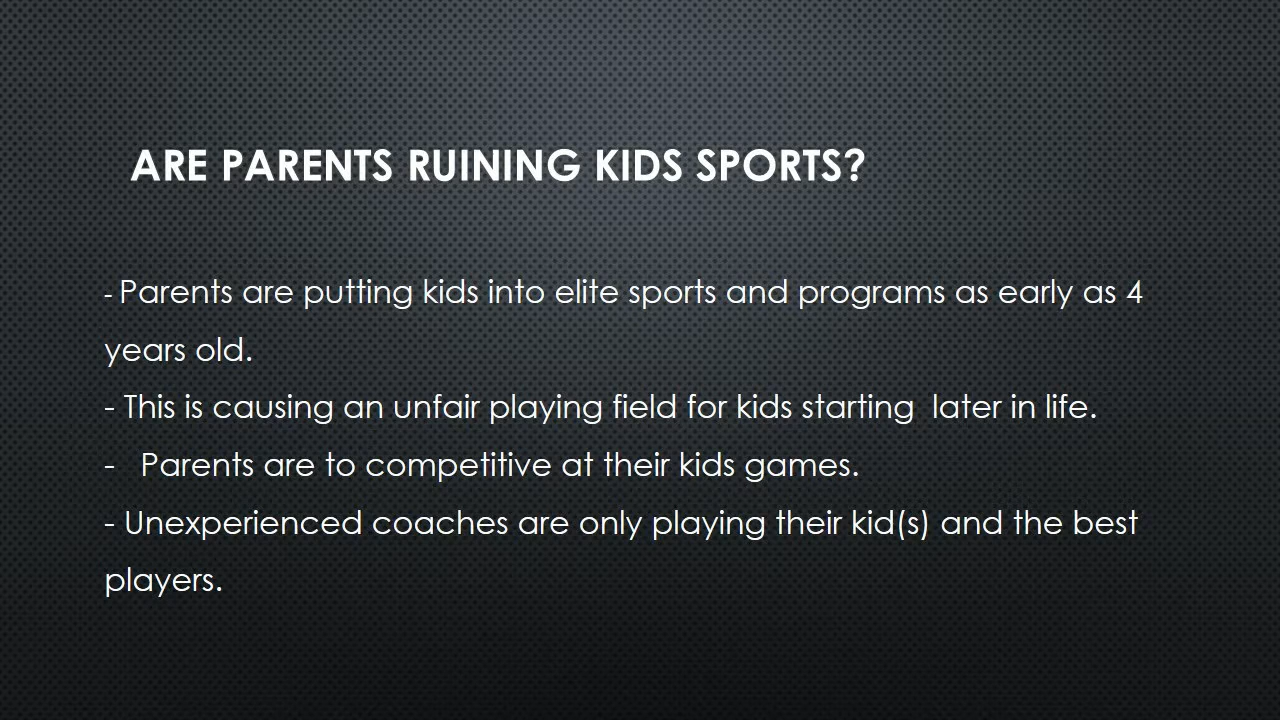 ARE PARENTS RUINING KIDS SPORTS?
- Parents are putting kids into elite sports and programs as early as 4
years old.
- This is causing an unfair playing field for kids starting  later in life.
-   Parents are to competitive at their kids games.
- Unexperienced coaches are only playing their kid(s) and the best
players.